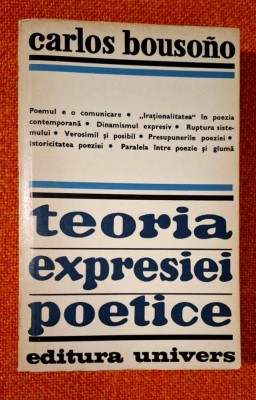 carlos bousoño
Poemul e o comunicare • „Iraționalitatea" în poezia
contemporană • Dinamismul expresiv • Ruptura siste-
mului • Verosimil și posibil • Presupunerile poeziei •
Istoricitatea poeziei • Paralela între poezie și glumă
teoria
expresiei
poetice
editura univers